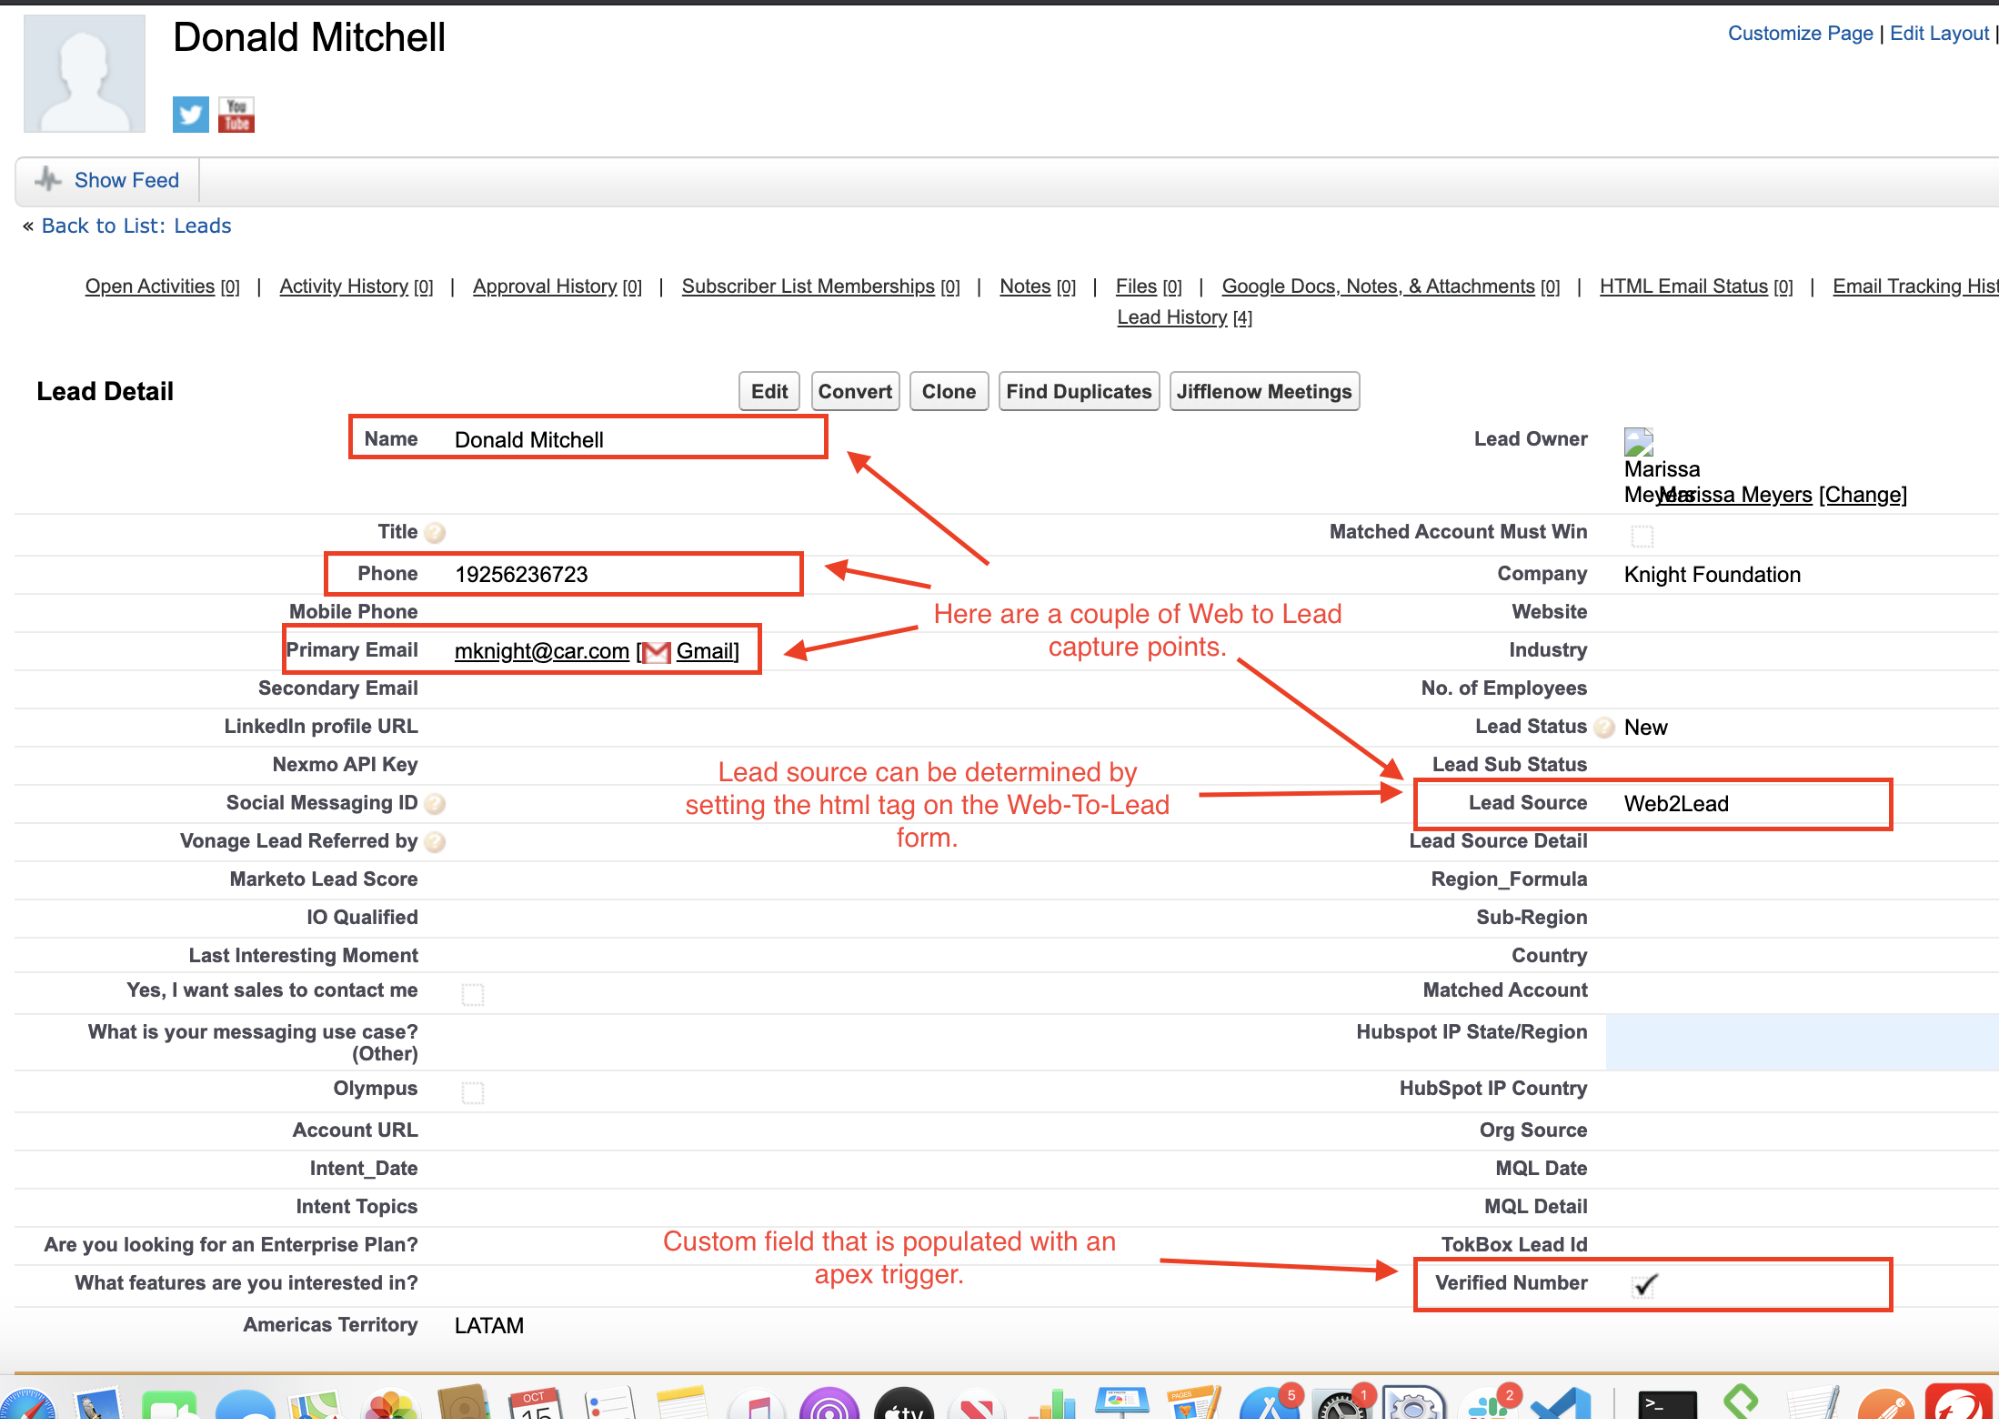 Donald Mitchell
Customize Page | Edit Layout |
You
Tube
Show Feed
« Back to List: Leads
Open Activities [0] | Activity History [0] | Approval History [0] | Subscriber List Memberships [0] | Notes [0] | Files [0] | Google Docs, Notes, & Attachments [0] | HTML Email Status [0] | Email Tracking Hist
Lead History [4]
Lead Detail
Edit Convert Clone Find Duplicates Jifflenow Meetings
Name Donald Mitchell
Lead Owner
Marissa
Meyers
Marissa Meyers [Change]
Title ?
Matched Account Must Win
Phone 19256236723
Company Knight Foundation
Mobile Phone
Website
Here are a couple of Web to Lead
capture points.
Primary Email mknight@car.com [Gmail]
Industry
Secondary Email
No. of Employees
LinkedIn profile URL
Lead Status ? New
Nexmo API Key
Lead Sub Status
Lead source can be determined by
setting the html tag on the Web-To-Lead
form.
Social Messaging ID ?
Lead Source Web2Lead
Vonage Lead Referred by ?
Lead Source Detail
Marketo Lead Score
Region_Formula
IO Qualified
Sub-Region
Last Interesting Moment
Country
Yes, I want sales to contact me
Matched Account
What is your messaging use case?
(Other)
Hubspot IP State/Region
Olympus
HubSpot IP Country
Account URL
Org Source
Intent_Date
MQL Date
Intent Topics
MQL Detail
Are you looking for an Enterprise Plan?
TokBox Lead Id
Custom field that is populated with an
apex trigger.
What features are you interested in?
Verified Number
Americas Territory LATAM
OCT
15
tv
PAGES
5
1
2
>_